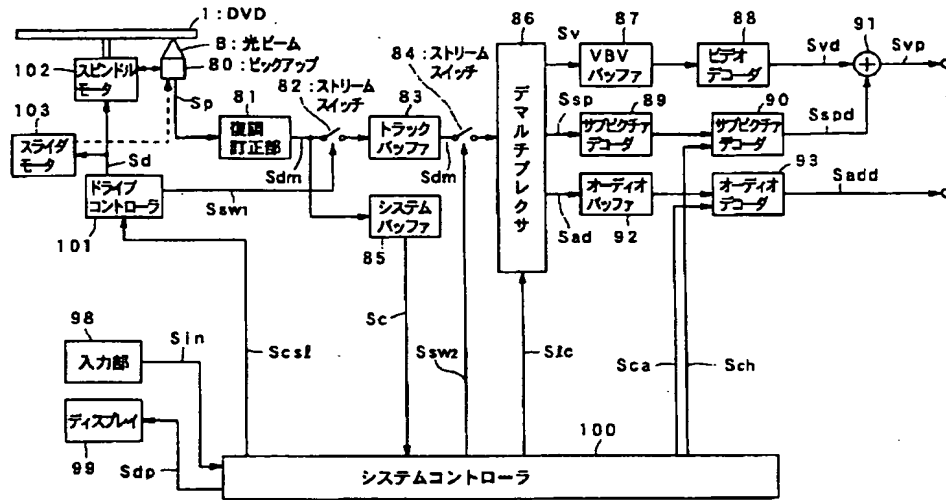 1:DVD
B:光ビーム
80:ピックアップ
102
スピンドル
モータ
103
スライダ
モータ
Sp
Sd
ドライブ
コントローラ
101
81
復調
訂正部
Sdm
82:ストリーム
スイッチ
Ssw1
83
トラック
バッファ
84:ストリーム
スイッチ
Sdm
システム
バッファ
85
86
デマルチプレクサ
Sv
87
VBV
バッファ
88
ビデオ
デコーダ
Svd
91
Svp
Ssp
89
サブピクチャ
デコーダ
90
サブピクチャ
デコーダ
Sspd
Sad
オーディオ
バッファ
92
93
オーディオ
デコーダ
Sadd
98
入力部
Sin
ディスプレイ
99
Sdp
Scsl
Sc
Ssw2
Slc
Sca
Sch
100
システムコントローラ